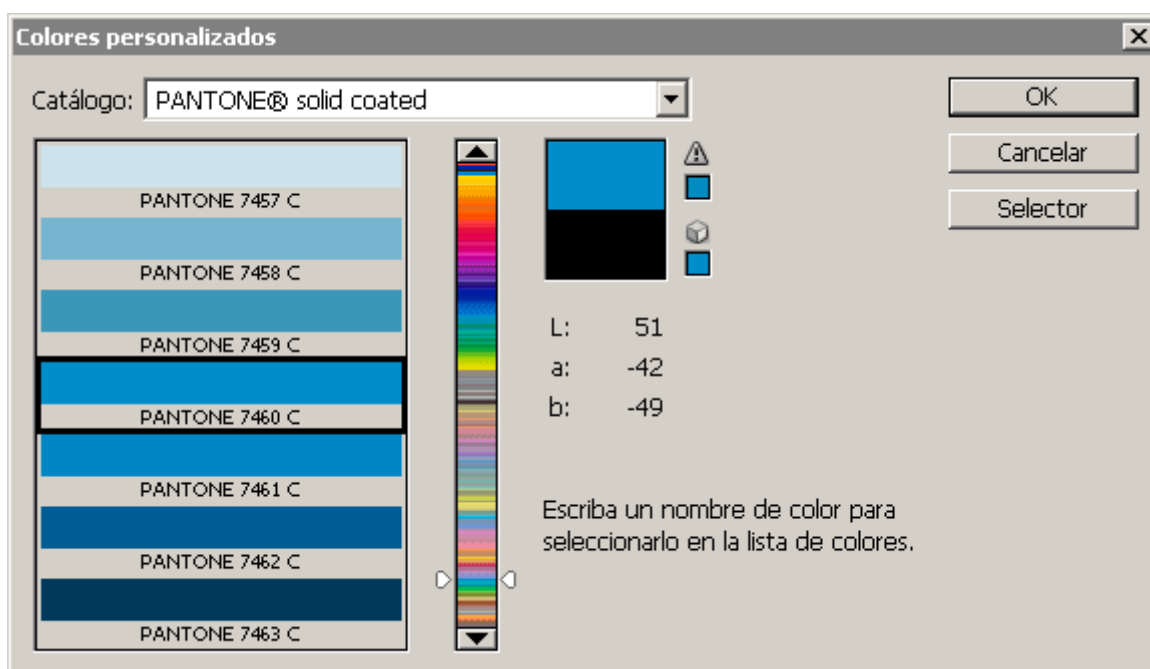 Colores personalizados
Catálogo: PANTONE® solid coated
OK
Cancelar
Selector
PANTONE 7457 C
PANTONE 7458 C
PANTONE 7459 C
PANTONE 7460 C
PANTONE 7461 C
PANTONE 7462 C
PANTONE 7463 C
L: 51
a: -42
b: -49
Escriba un nombre de color para
seleccionarlo en la lista de colores.